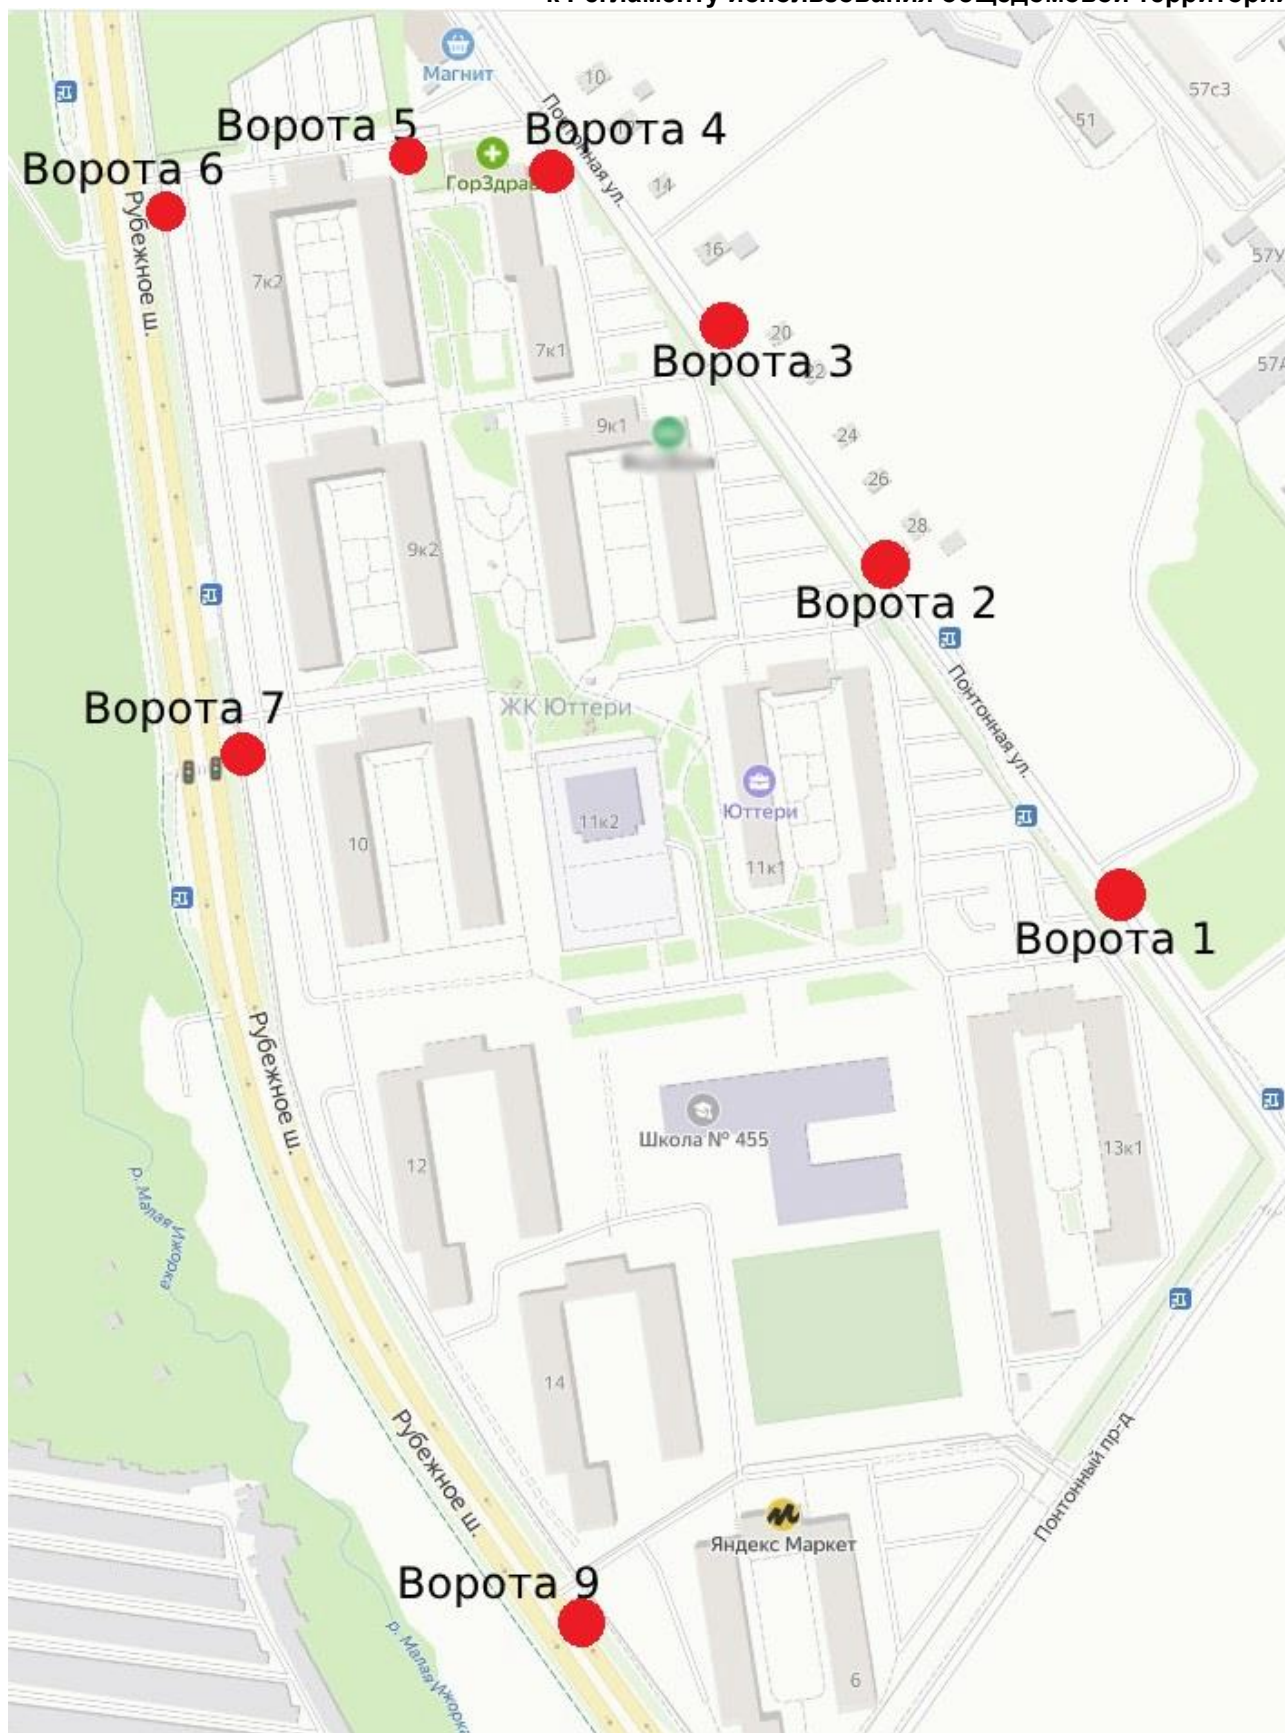 к Регламенту использования общедомовой территории
Магнит
10
57с3
Понтонная ул.
51
Ворота 5
Ворота 4
Ворота 6
ГорЗдрав
14
Рубежное ш.
16
57У
7к2
20
7к1
Ворота 3
22
57А
9к1
24
26
28
9к2
Ворота 2
Понтонная ул.
ЖК Юттери
Ворота 7
Юттери
11к2
10
11к1
Ворота 1
Рубежное ш.
Школа № 455
12
13к1
р. Малая Ижорка
14
Рубежное ш.
Понтонный пр-д
Яндекс Маркет
Ворота 9
р. Малая Ижорка
6